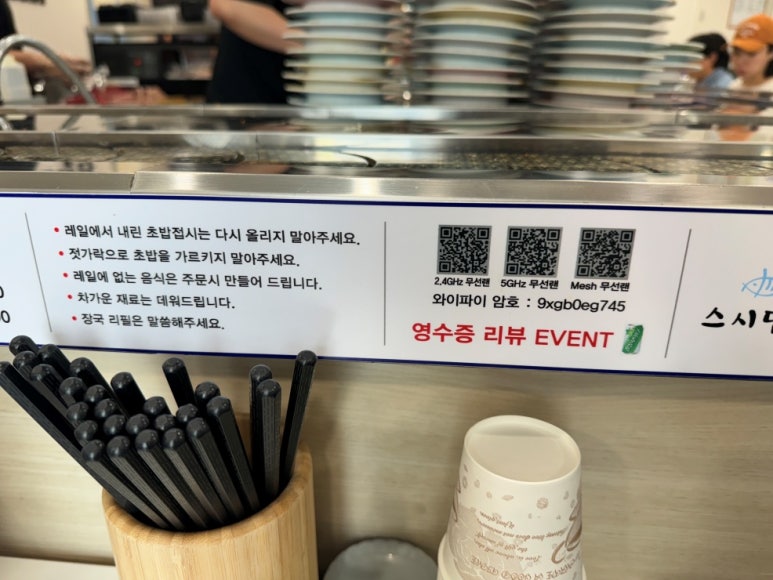 • 레일에서 내린 초밥접시는 다시 올리지 말아주세요.
• 젓가락으로 초밥을 가르키지 말아주세요.
• 레일에 없는 음식은 주문시 만들어 드립니다.
• 차가운 재료는 데워드립니다.
• 장국 리필은 말씀해주세요.
2.4GHz 무선랜 5GHz 무선랜 Mesh 무선랜
와이파이 암호 : 9xgb0eg745
영수증 리뷰 EVENT
스시